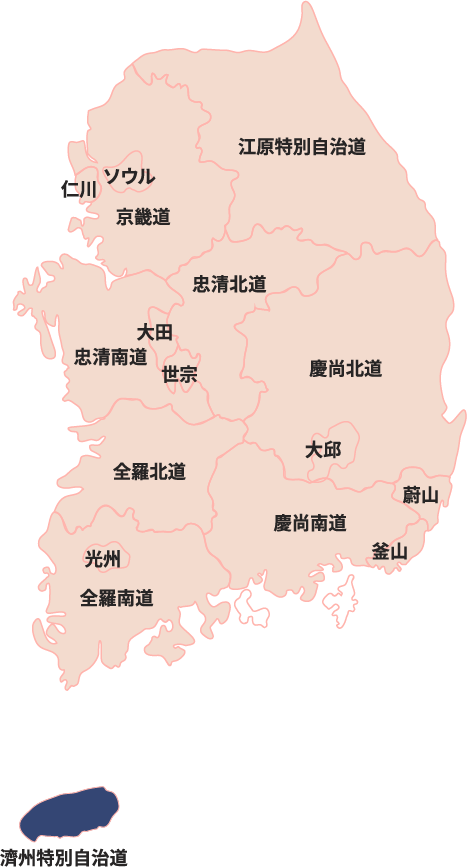 江原特別自治道
ソウル
仁川
京畿道
忠清北道
大田
忠清南道
世宗
慶尚北道
大邱
全羅北道
蔚山
慶尚南道
釜山
光州
全羅南道
済州特別自治道